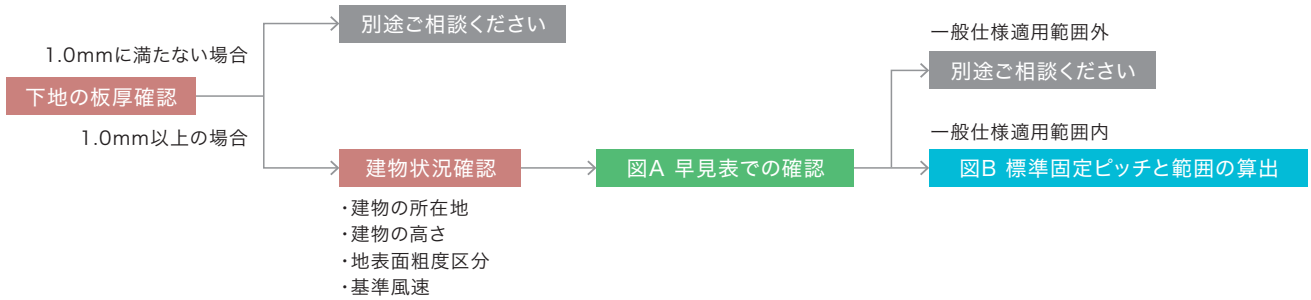 別途ご相談ください
1.0mmに満たない場合
下地の板厚確認
1.0mm以上の場合
建物状況確認
・建物の所在地
・建物の高さ
・地表面粗度区分
・基準風速
図A 早見表での確認
一般仕様適用範囲外
別途ご相談ください
一般仕様適用範囲内
図B 標準固定ピッチと範囲の算出